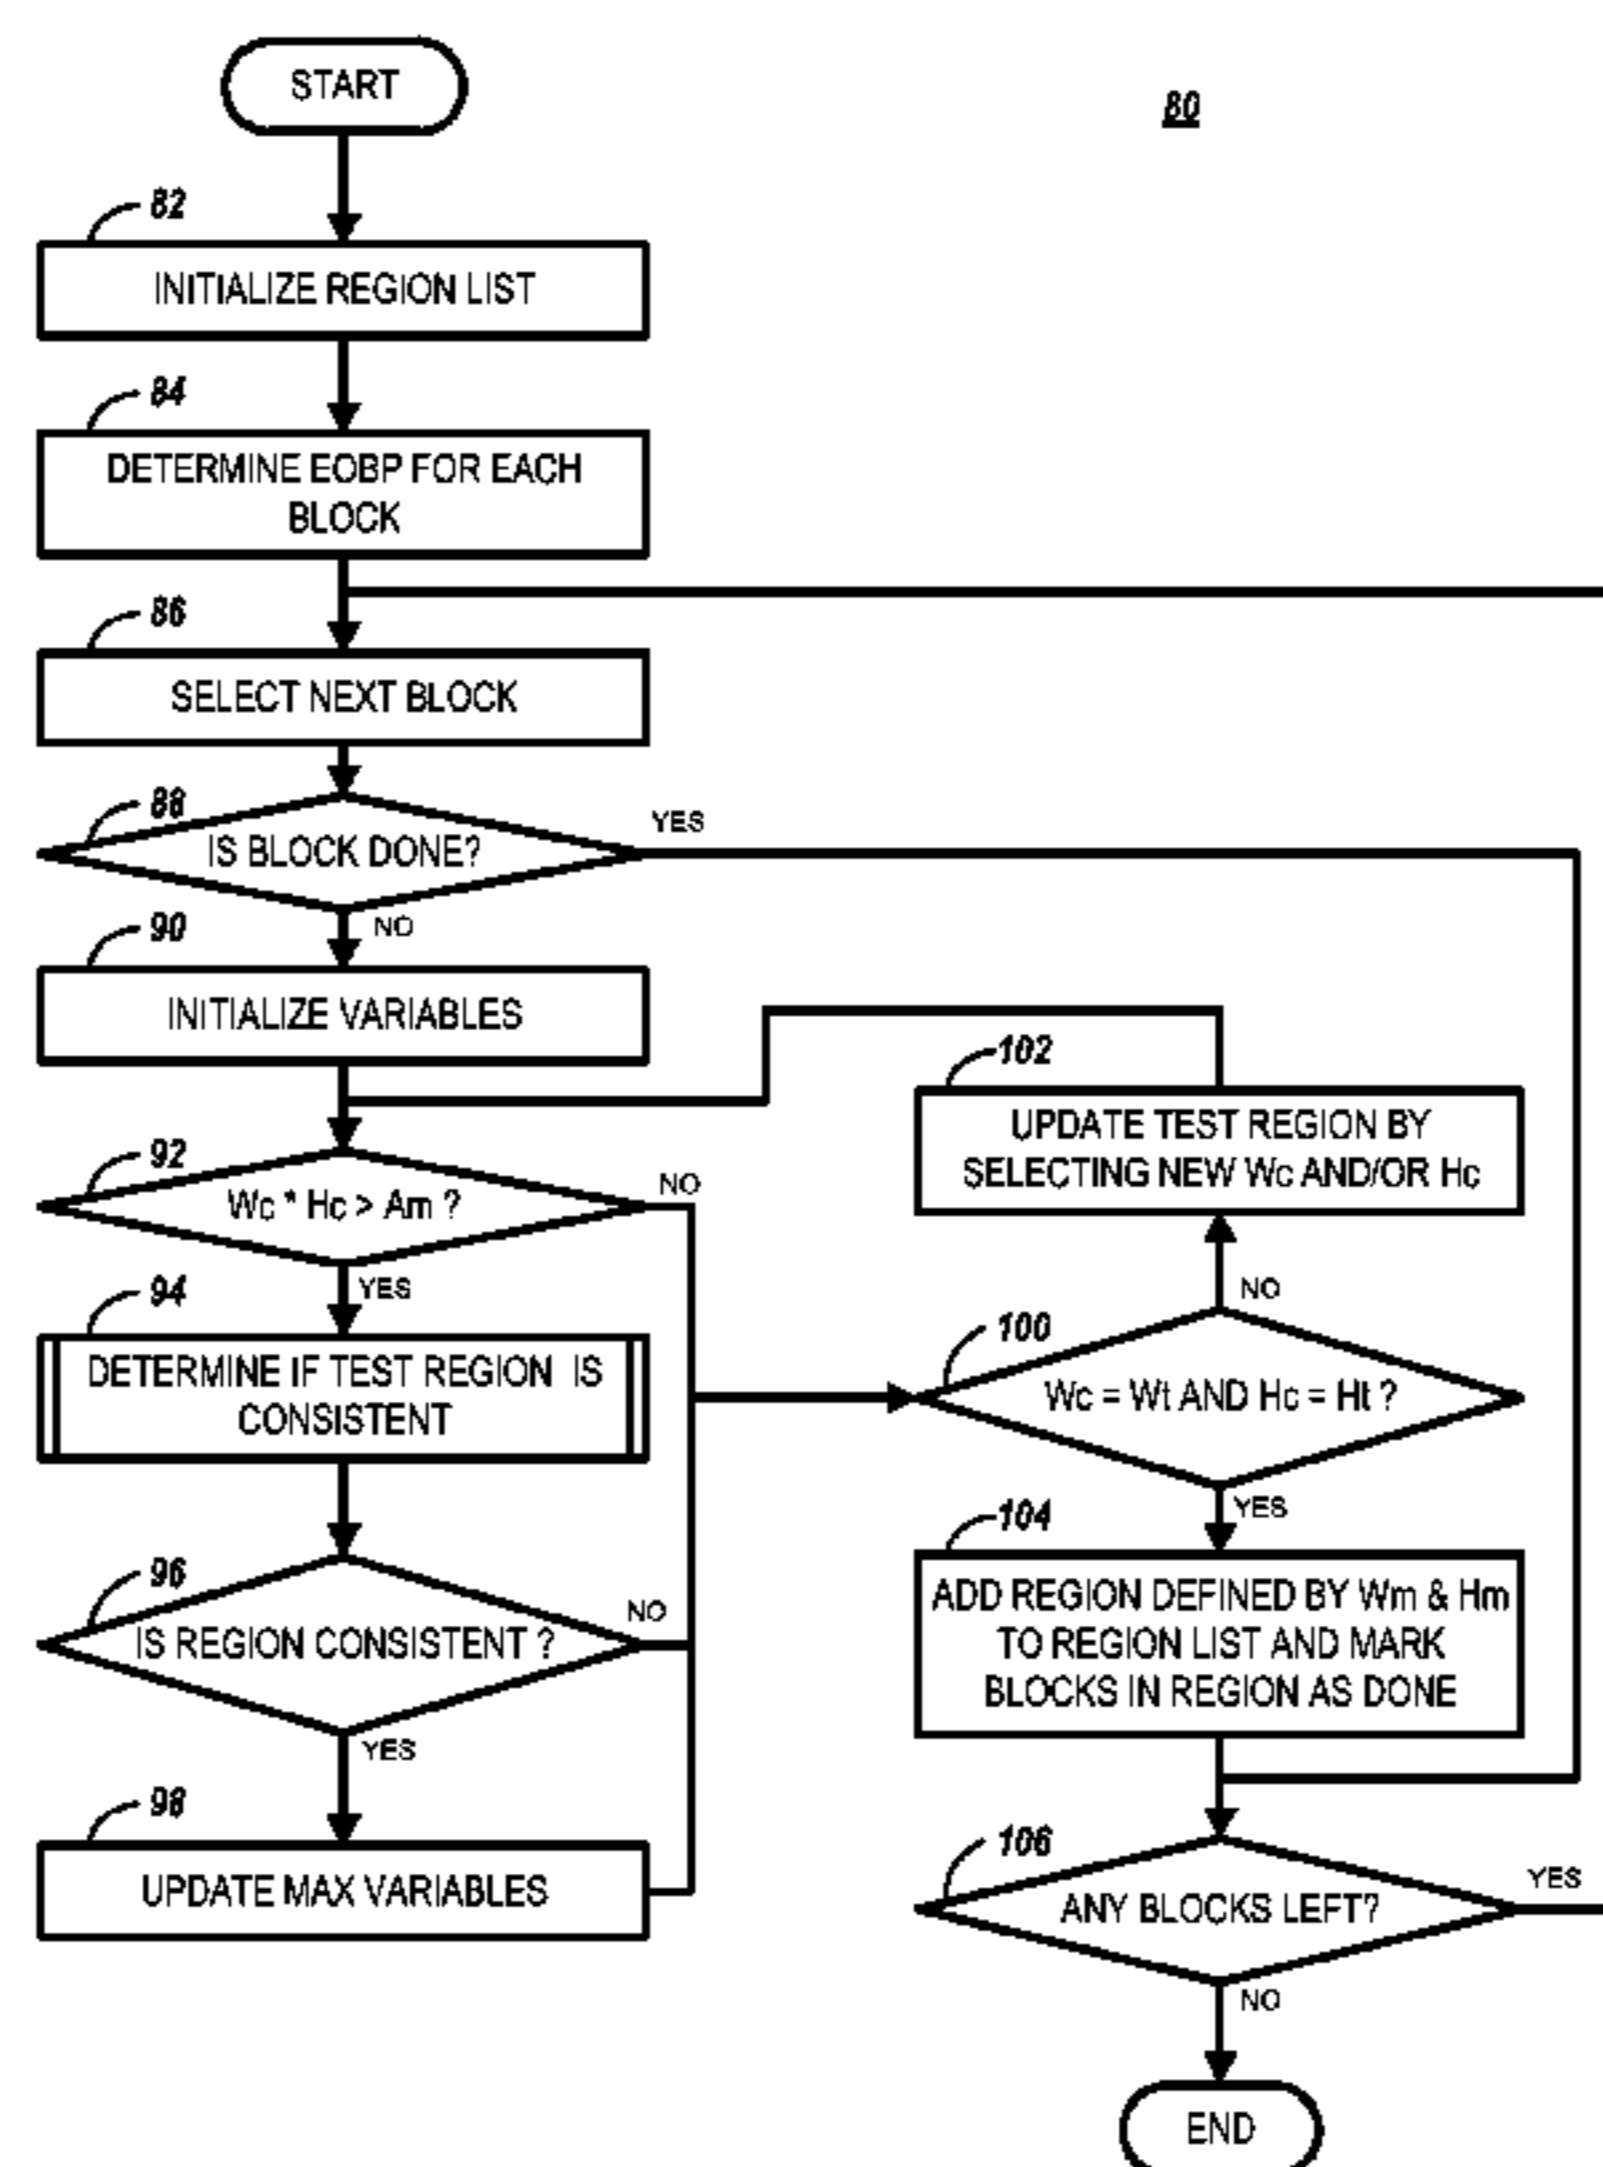 START
80
82
INITIALIZE REGION LIST
84
DETERMINE EOBP FOR EACH
BLOCK
86
SELECT NEXT BLOCK
88
IS BLOCK DONE?
YES
NO
90
INITIALIZE VARIABLES
92
Wc * Hc > Am ?
NO
YES
94
DETERMINE IF TEST REGION IS
CONSISTENT
96
IS REGION CONSISTENT ?
NO
YES
98
UPDATE MAX VARIABLES
102
UPDATE TEST REGION BY
SELECTING NEW Wc AND/OR Hc
NO
100
Wc = Wt AND Hc = Ht ?
YES
104
ADD REGION DEFINED BY Wm & Hm
TO REGION LIST AND MARK
BLOCKS IN REGION AS DONE
106
ANY BLOCKS LEFT?
YES
NO
END